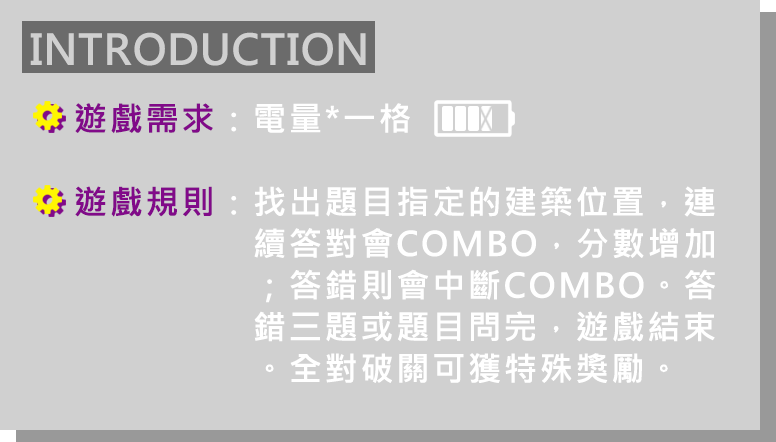 INTRODUCTION
遊戲需求：電量*一格
遊戲規則：找出題目指定的建築位置，連
續答對會COMBO，分數增加
；答錯則會中斷COMBO。答
錯三題或題目問完，遊戲結束
。全對破關可獲特殊獎勵。